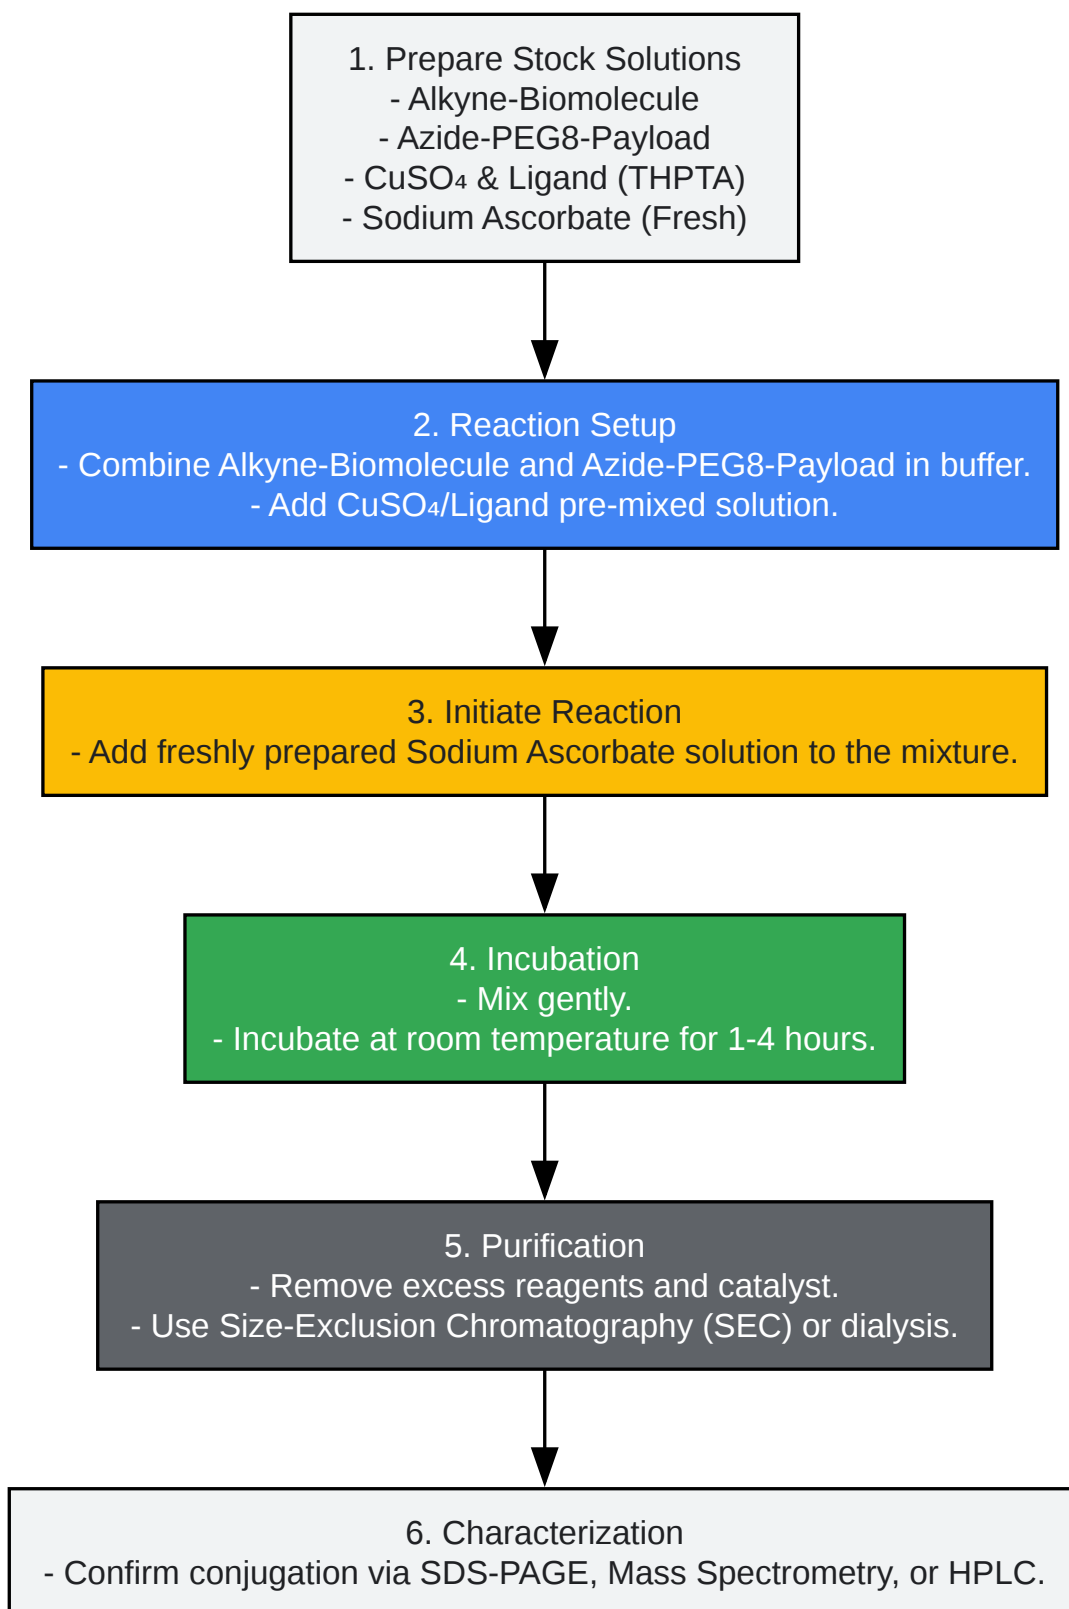 1. Prepare Stock Solutions
- Alkyne-Biomolecule
- Azide-PEG8-Payload
- CuSO₄ & Ligand (THPTA)
- Sodium Ascorbate (Fresh)
2. Reaction Setup
- Combine Alkyne-Biomolecule and Azide-PEG8-Payload in buffer.
- Add CuSO₄/Ligand pre-mixed solution.
3. Initiate Reaction
- Add freshly prepared Sodium Ascorbate solution to the mixture.
4. Incubation
- Mix gently.
- Incubate at room temperature for 1-4 hours.
5. Purification
- Remove excess reagents and catalyst.
- Use Size-Exclusion Chromatography (SEC) or dialysis.
6. Characterization
- Confirm conjugation via SDS-PAGE, Mass Spectrometry, or HPLC.